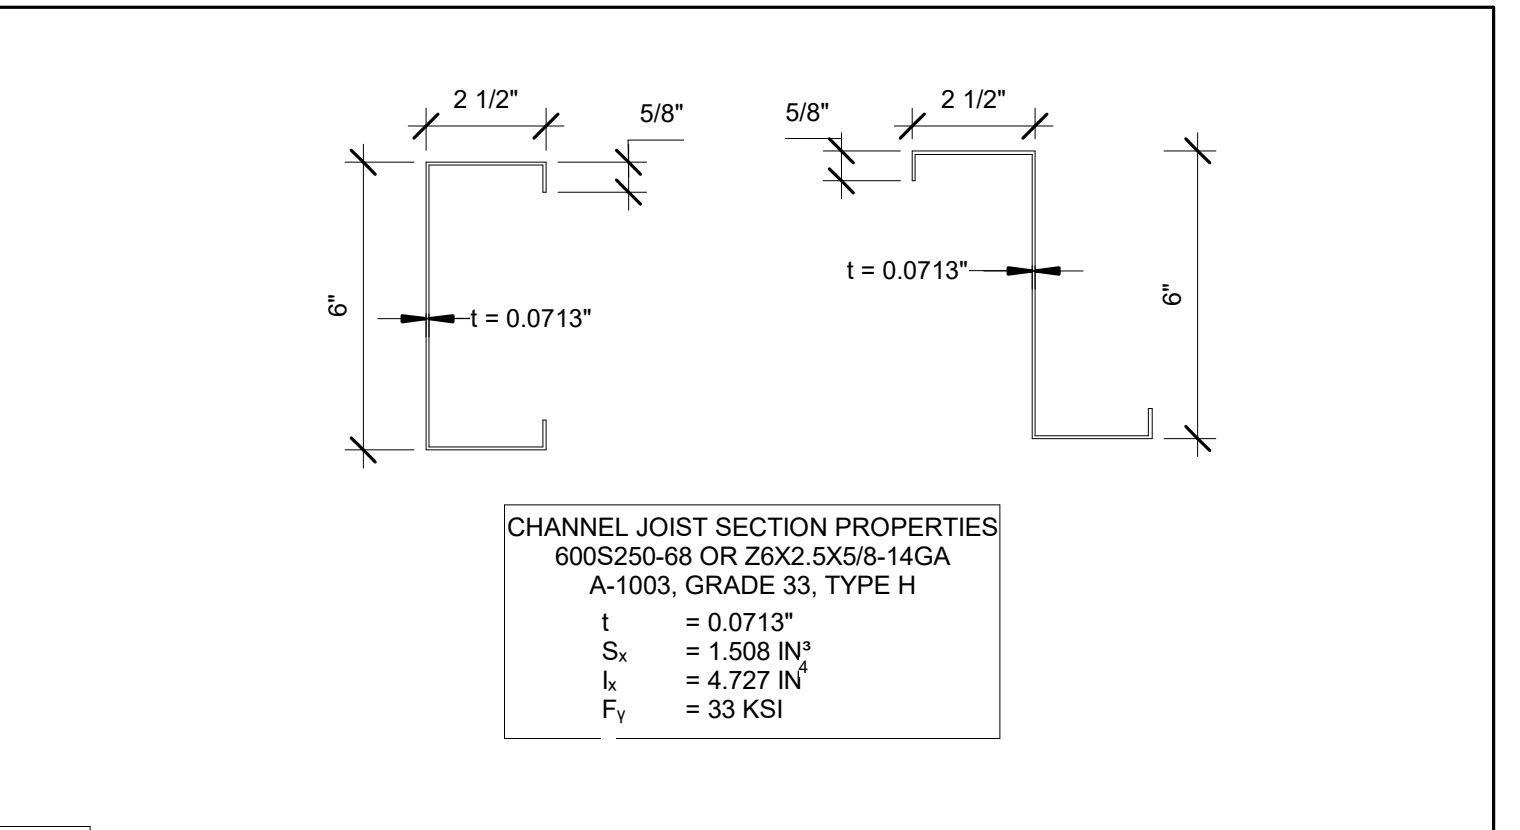 2 1/2"
5/8"
5/8"
2 1/2"
6"
t = 0.0713"
t = 0.0713"
6"
CHANNEL JOIST SECTION PROPERTIES
600S250-68 OR Z6X2.5X5/8-14GA
A-1003, GRADE 33, TYPE H
t = 0.0713"
Sₓ = 1.508 IN³
Iₓ = 4.727 IN⁴
Fᵧ = 33 KSI